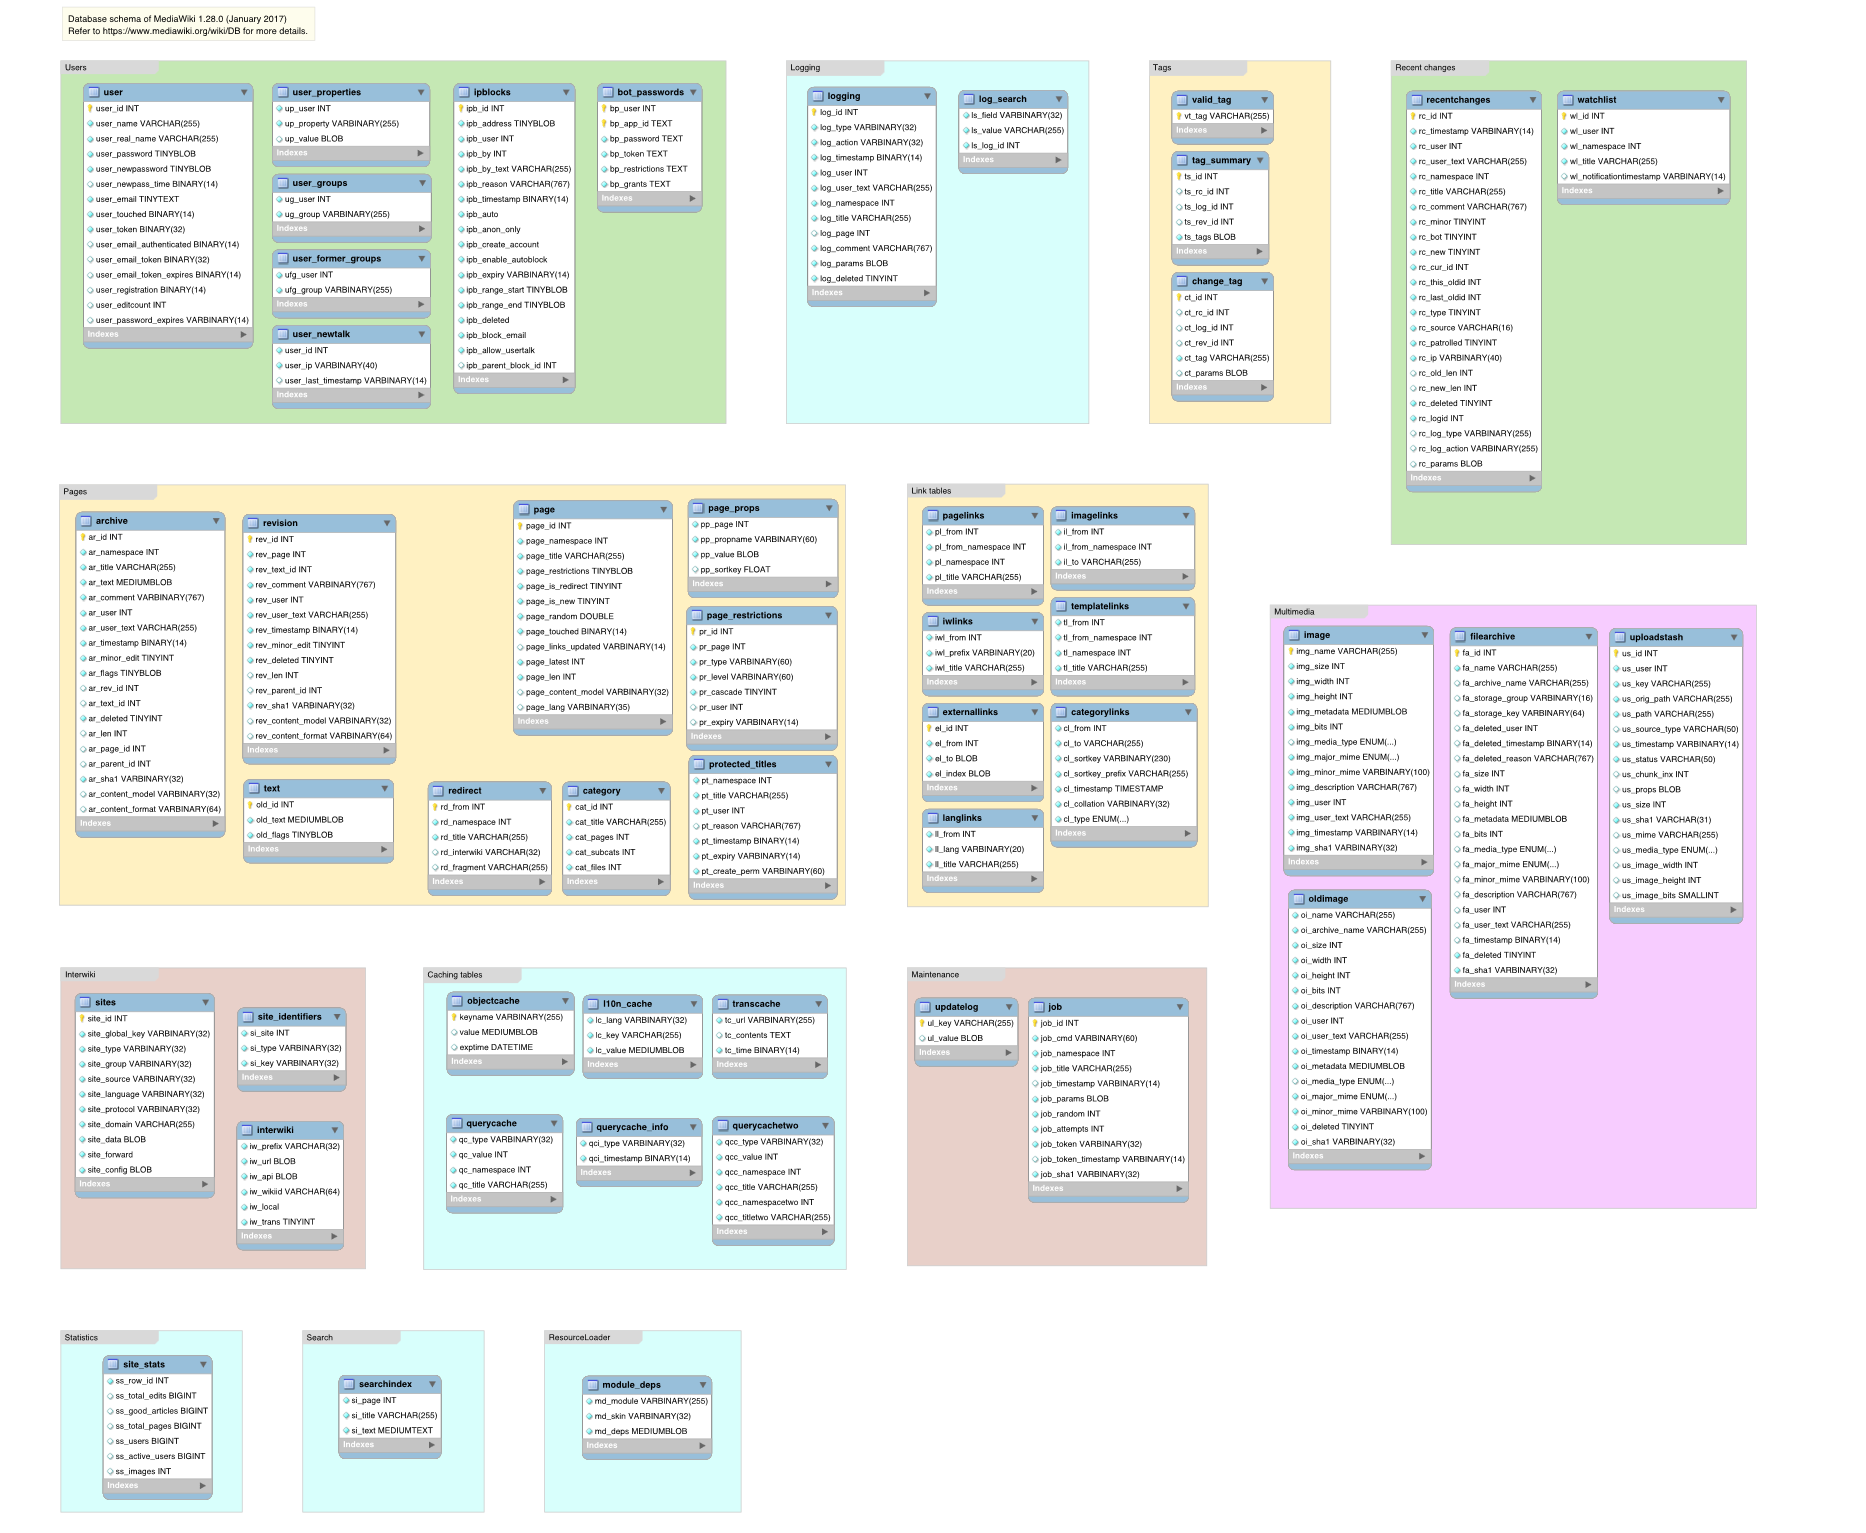 Database schema of MediaWiki 1.28.0 (January 2017)
Refer to https://www.mediawiki.org/wiki/DB for more details.
Users
user
user_id INT
user_name VARCHAR(255)
user_real_name VARCHAR(255)
user_password TINYBLOB
user_newpassword TINYBLOB
user_newpass_time BINARY(14)
user_email TINYTEXT
user_touched BINARY(14)
user_token BINARY(32)
user_email_authenticated BINARY(14)
user_email_token BINARY(32)
user_email_token_expires BINARY(14)
user_registration BINARY(14)
user_editcount INT
user_password_expires VARBINARY(14)
Indexes
user_properties
up_user INT
up_property VARBINARY(255)
up_value BLOB
Indexes
user_groups
ug_user INT
ug_group VARBINARY(255)
Indexes
user_former_groups
ufg_user INT
ufg_group VARBINARY(255)
Indexes
user_newtalk
user_id INT
user_ip VARBINARY(40)
user_last_timestamp VARBINARY(14)
Indexes
ipblocks
ipb_id INT
ipb_address TINYBLOB
ipb_user INT
ipb_by INT
ipb_by_text VARCHAR(255)
ipb_reason VARCHAR(767)
ipb_timestamp BINARY(14)
ipb_auto
ipb_anon_only
ipb_create_account
ipb_enable_autoblock
ipb_expiry VARBINARY(14)
ipb_range_start TINYBLOB
ipb_range_end TINYBLOB
ipb_deleted
ipb_block_email
ipb_allow_usertalk
ipb_parent_block_id INT
Indexes
bot_passwords
bp_user INT
bp_app_id TEXT
bp_password TEXT
bp_token TEXT
bp_restrictions TEXT
bp_grants TEXT
Indexes
Logging
logging
log_id INT
log_type VARBINARY(32)
log_action VARBINARY(32)
log_timestamp BINARY(14)
log_user INT
log_user_text VARCHAR(255)
log_namespace INT
log_title VARCHAR(255)
log_page INT
log_comment VARCHAR(767)
log_params BLOB
log_deleted TINYINT
Indexes
log_search
ls_field VARBINARY(32)
ls_value VARCHAR(255)
ls_log_id INT
Indexes
Tags
valid_tag
vt_tag VARCHAR(255)
Indexes
tag_summary
ts_id INT
ts_rc_id INT
ts_log_id INT
ts_rev_id INT
ts_tags BLOB
Indexes
change_tag
ct_id INT
ct_rc_id INT
ct_log_id INT
ct_rev_id INT
ct_tag VARCHAR(255)
ct_params BLOB
Indexes
Recent changes
recentchanges
rc_id INT
rc_timestamp VARBINARY(14)
rc_user INT
rc_user_text VARCHAR(255)
rc_namespace INT
rc_title VARCHAR(255)
rc_comment VARCHAR(767)
rc_minor TINYINT
rc_bot TINYINT
rc_new TINYINT
rc_cur_id INT
rc_this_oldid INT
rc_last_oldid INT
rc_type TINYINT
rc_source VARCHAR(16)
rc_patrolled TINYINT
rc_ip VARBINARY(40)
rc_old_len INT
rc_new_len INT
rc_deleted TINYINT
rc_logid INT
rc_log_type VARBINARY(255)
rc_log_action VARBINARY(255)
rc_params BLOB
Indexes
watchlist
wl_id INT
wl_user INT
wl_namespace INT
wl_title VARCHAR(255)
wl_notificationtimestamp VARBINARY(14)
Indexes
Pages
archive
ar_id INT
ar_namespace INT
ar_title VARCHAR(255)
ar_text MEDIUMBLOB
ar_comment VARBINARY(767)
ar_user INT
ar_user_text VARCHAR(255)
ar_timestamp BINARY(14)
ar_minor_edit TINYINT
ar_flags TINYBLOB
ar_rev_id INT
ar_text_id INT
ar_deleted TINYINT
ar_len INT
ar_page_id INT
ar_parent_id INT
ar_sha1 VARBINARY(32)
ar_content_model VARBINARY(32)
ar_content_format VARBINARY(64)
Indexes
revision
rev_id INT
rev_page INT
rev_text_id INT
rev_comment VARBINARY(767)
rev_user INT
rev_user_text VARCHAR(255)
rev_timestamp BINARY(14)
rev_minor_edit TINYINT
rev_deleted TINYINT
rev_len INT
rev_parent_id INT
rev_sha1 VARBINARY(32)
rev_content_model VARBINARY(32)
rev_content_format VARBINARY(64)
Indexes
text
old_id INT
old_text MEDIUMBLOB
old_flags TINYBLOB
Indexes
page
page_id INT
page_namespace INT
page_title VARCHAR(255)
page_restrictions TINYBLOB
page_is_redirect TINYINT
page_is_new TINYINT
page_random DOUBLE
page_touched BINARY(14)
page_links_updated VARBINARY(14)
page_latest INT
page_len INT
page_content_model VARBINARY(32)
page_lang VARBINARY(35)
Indexes
redirect
rd_from INT
rd_namespace INT
rd_title VARCHAR(255)
rd_interwiki VARCHAR(32)
rd_fragment VARCHAR(255)
Indexes
category
cat_id INT
cat_title VARCHAR(255)
cat_pages INT
cat_subcats INT
cat_files INT
Indexes
page_props
pp_page INT
pp_propname VARBINARY(60)
pp_value BLOB
pp_sortkey FLOAT
Indexes
page_restrictions
pr_id INT
pr_page INT
pr_type VARBINARY(60)
pr_level VARBINARY(60)
pr_cascade TINYINT
pr_user INT
pr_expiry VARBINARY(14)
Indexes
protected_titles
pt_namespace INT
pt_title VARCHAR(255)
pt_user INT
pt_reason VARCHAR(767)
pt_timestamp BINARY(14)
pt_expiry VARBINARY(14)
pt_create_perm VARBINARY(60)
Indexes
Link tables
pagelinks
pl_from INT
pl_from_namespace INT
pl_namespace INT
pl_title VARCHAR(255)
Indexes
iwlinks
iwl_from INT
iwl_prefix VARBINARY(20)
iwl_title VARCHAR(255)
Indexes
externallinks
el_id INT
el_from INT
el_to BLOB
el_index BLOB
Indexes
langlinks
ll_from INT
ll_lang VARBINARY(20)
ll_title VARCHAR(255)
Indexes
imagelinks
il_from INT
il_from_namespace INT
il_to VARCHAR(255)
Indexes
templatelinks
tl_from INT
tl_from_namespace INT
tl_namespace INT
tl_title VARCHAR(255)
Indexes
categorylinks
cl_from INT
cl_to VARCHAR(255)
cl_sortkey VARBINARY(230)
cl_sortkey_prefix VARCHAR(255)
cl_timestamp TIMESTAMP
cl_collation VARBINARY(32)
cl_type ENUM(...)
Indexes
Multimedia
image
img_name VARCHAR(255)
img_size INT
img_width INT
img_height INT
img_metadata MEDIUMBLOB
img_bits INT
img_media_type ENUM(...)
img_major_mime ENUM(...)
img_minor_mime VARBINARY(100)
img_description VARCHAR(767)
img_user INT
img_user_text VARCHAR(255)
img_timestamp VARBINARY(14)
img_sha1 VARBINARY(32)
Indexes
oldimage
oi_name VARCHAR(255)
oi_archive_name VARCHAR(255)
oi_size INT
oi_width INT
oi_height INT
oi_bits INT
oi_description VARCHAR(767)
oi_user INT
oi_user_text VARCHAR(255)
oi_timestamp BINARY(14)
oi_metadata MEDIUMBLOB
oi_media_type ENUM(...)
oi_major_mime ENUM(...)
oi_minor_mime VARBINARY(100)
oi_deleted TINYINT
oi_sha1 VARBINARY(32)
Indexes
filearchive
fa_id INT
fa_name VARCHAR(255)
fa_archive_name VARCHAR(255)
fa_storage_group VARBINARY(16)
fa_storage_key VARBINARY(64)
fa_deleted_user INT
fa_deleted_timestamp BINARY(14)
fa_deleted_reason VARCHAR(767)
fa_size INT
fa_width INT
fa_height INT
fa_metadata MEDIUMBLOB
fa_bits INT
fa_media_type ENUM(...)
fa_major_mime ENUM(...)
fa_minor_mime VARBINARY(100)
fa_description VARCHAR(767)
fa_user INT
fa_user_text VARCHAR(255)
fa_timestamp BINARY(14)
fa_deleted TINYINT
fa_sha1 VARBINARY(32)
Indexes
uploadstash
us_id INT
us_user INT
us_key VARCHAR(255)
us_orig_path VARCHAR(255)
us_path VARCHAR(255)
us_source_type VARCHAR(50)
us_timestamp VARBINARY(14)
us_status VARCHAR(50)
us_chunk_inx INT
us_props BLOB
us_size INT
us_sha1 VARCHAR(31)
us_mime VARCHAR(255)
us_media_type ENUM(...)
us_image_width INT
us_image_height INT
us_image_bits SMALLINT
Indexes
Interwiki
sites
site_id INT
site_global_key VARBINARY(32)
site_type VARBINARY(32)
site_group VARBINARY(32)
site_source VARBINARY(32)
site_language VARBINARY(32)
site_protocol VARBINARY(32)
site_domain VARCHAR(255)
site_data BLOB
site_forward
site_config BLOB
Indexes
site_identifiers
si_site INT
si_type VARBINARY(32)
si_key VARBINARY(32)
Indexes
interwiki
iw_prefix VARCHAR(32)
iw_url BLOB
iw_api BLOB
iw_wikiid VARCHAR(64)
iw_local
iw_trans TINYINT
Indexes
Caching tables
objectcache
keyname VARBINARY(255)
value MEDIUMBLOB
exptime DATETIME
Indexes
l10n_cache
lc_lang VARBINARY(32)
lc_key VARCHAR(255)
lc_value MEDIUMBLOB
Indexes
transcache
tc_url VARBINARY(255)
tc_contents TEXT
tc_time BINARY(14)
Indexes
querycache
qc_type VARBINARY(32)
qc_value INT
qc_namespace INT
qc_title VARCHAR(255)
Indexes
querycache_info
qci_type VARBINARY(32)
qci_timestamp BINARY(14)
Indexes
querycachetwo
qcc_type VARBINARY(32)
qcc_value INT
qcc_namespace INT
qcc_title VARCHAR(255)
qcc_namespacetwo INT
qcc_titletwo VARCHAR(255)
Indexes
Maintenance
updatelog
ul_key VARCHAR(255)
ul_value BLOB
Indexes
job
job_id INT
job_cmd VARBINARY(60)
job_namespace INT
job_title VARCHAR(255)
job_timestamp VARBINARY(14)
job_params BLOB
job_random INT
job_attempts INT
job_token VARBINARY(32)
job_token_timestamp VARBINARY(14)
job_sha1 VARBINARY(32)
Indexes
Statistics
site_stats
ss_row_id INT
ss_total_edits BIGINT
ss_good_articles BIGINT
ss_total_pages BIGINT
ss_users BIGINT
ss_active_users BIGINT
ss_images INT
Indexes
Search
searchindex
si_page INT
si_title VARCHAR(255)
si_text MEDIUMTEXT
Indexes
ResourceLoader
module_deps
md_module VARBINARY(255)
md_skin VARBINARY(32)
md_deps MEDIUMBLOB
Indexes